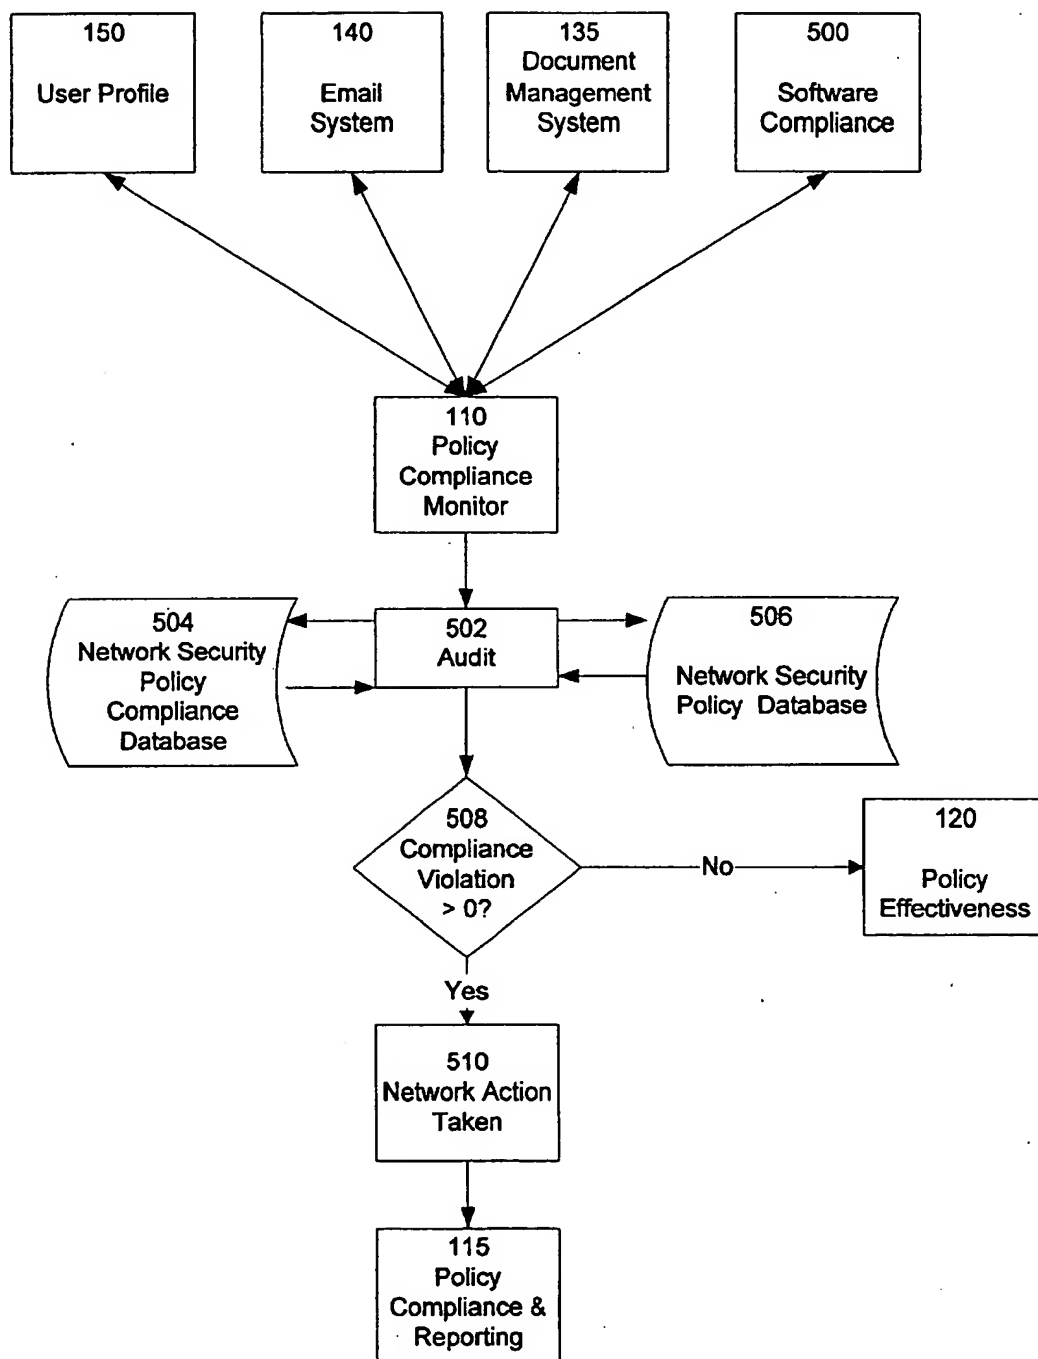 150
User Profile
140
Email
System
135
Document
Management
System
500
Software
Compliance
110
Policy
Compliance
Monitor
504
Network Security
Policy
Compliance
Database
502
Audit
506
Network Security
Policy Database
508
Compliance
Violation
> 0?
No
120
Policy
Effectiveness
Yes
510
Network Action
Taken
115
Policy
Compliance &
Reporting